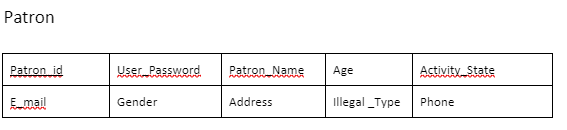 Patron
Patron_id User_Password Patron_Name Age Activity_State
E_mail Gender Address Illegal _Type Phone